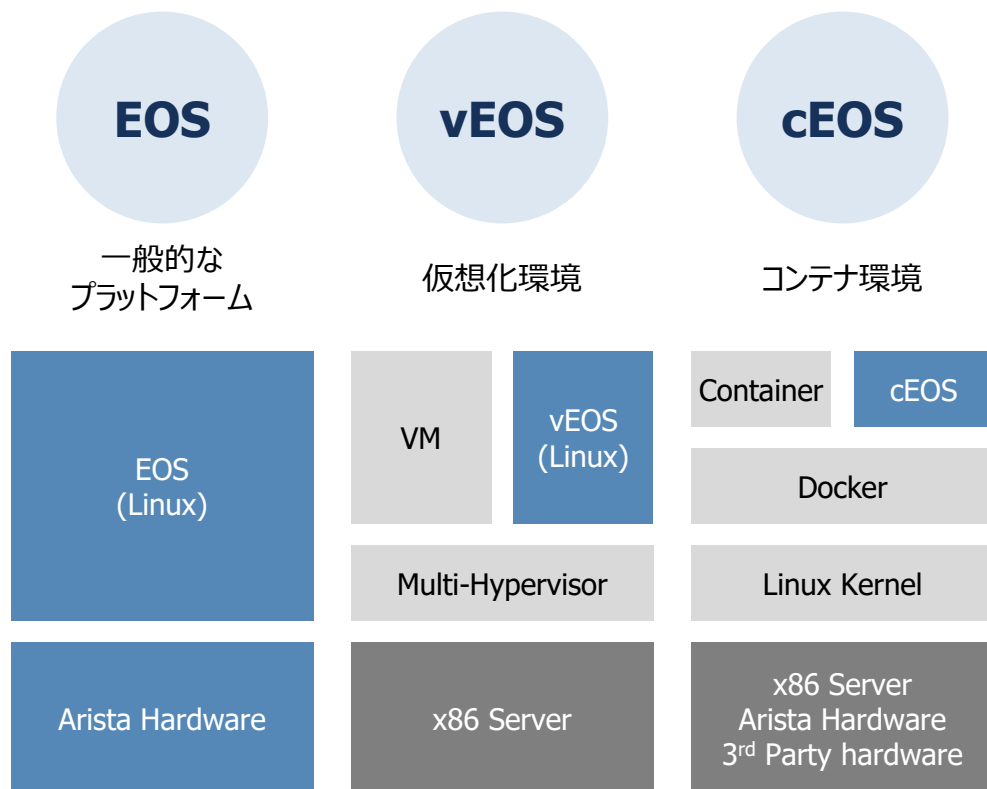 EOS
vEOS
cEOS
一般的な
プラットフォーム
仮想化環境
コンテナ環境
EOS
(Linux)
Arista Hardware
VM
vEOS
(Linux)
Multi-Hypervisor
x86 Server
Container
cEOS
Docker
Linux Kernel
x86 Server
Arista Hardware
3rd Party hardware